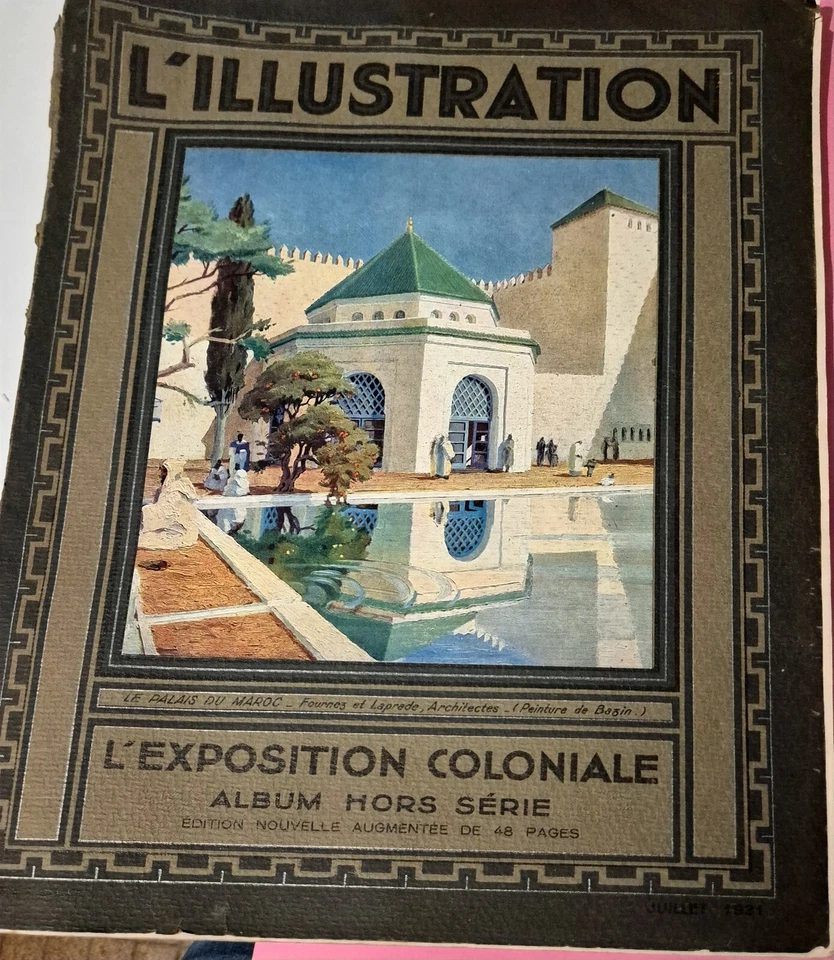 L'ILLUSTRATION
LE PALAIS DU MAROC - Fournez et Laprade, Architectes - (Peinture de Bazin.)
L'EXPOSITION COLONIALE
ALBUM HORS SÉRIE
ÉDITION NOUVELLE AUGMENTÉE DE 48 PAGES
JUILLET 1931